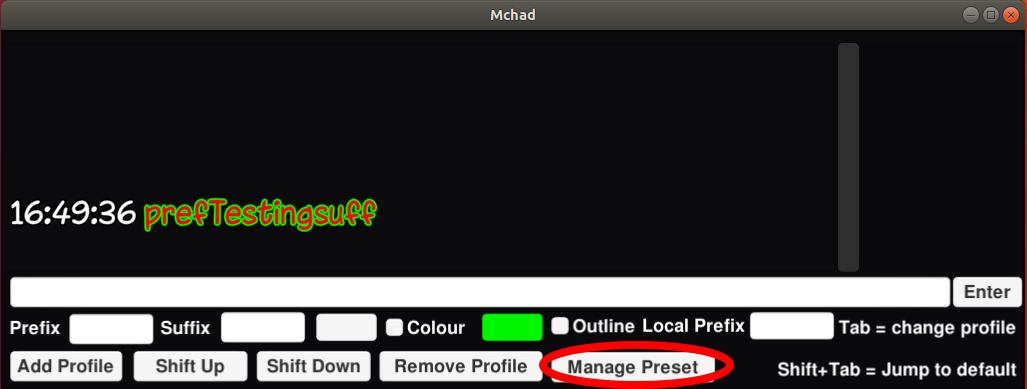 Mchad
16:49:36 prefTestingsuff
Enter
Prefix Suffix Colour Outline Local Prefix Tab = change profile
Add Profile Shift Up Shift Down Remove Profile Manage Preset Shift+Tab = Jump to default